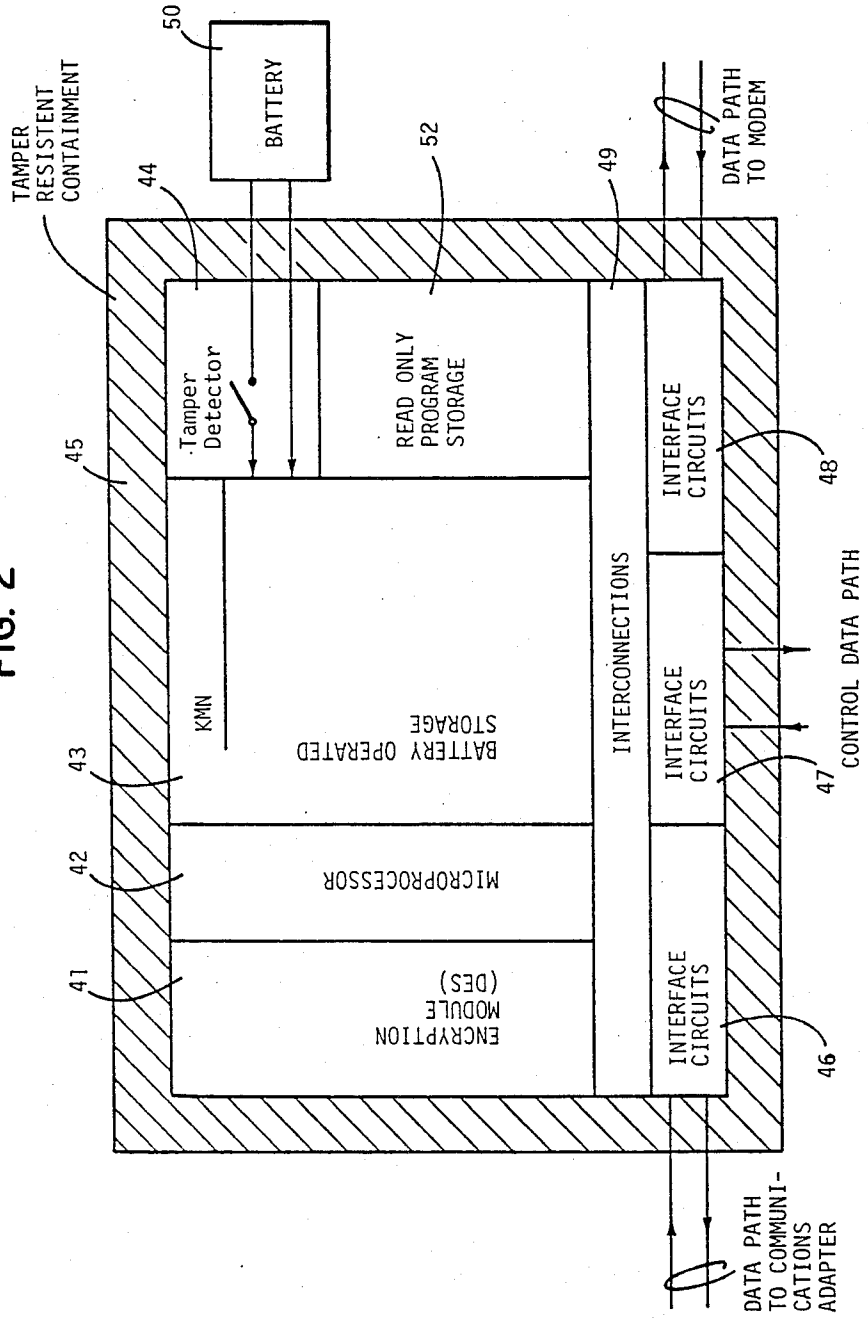 FIG. 2
TAMPER
RESISTENT
CONTAINMENT
50
BATTERY
44
45
Tamper
Detector
43
KMN
BATTERY OPERATED
STORAGE
42
MICROPROCESSOR
41
ENCRYPTION
MODULE
(DES)
52
READ ONLY
PROGRAM
STORAGE
49
INTERCONNECTIONS
INTERFACE
CIRCUITS
46
INTERFACE
CIRCUITS
47
INTERFACE
CIRCUITS
48
DATA PATH
TO COMMUNI-
CATIONS
ADAPTER
CONTROL DATA PATH
DATA PATH
TO MODEM